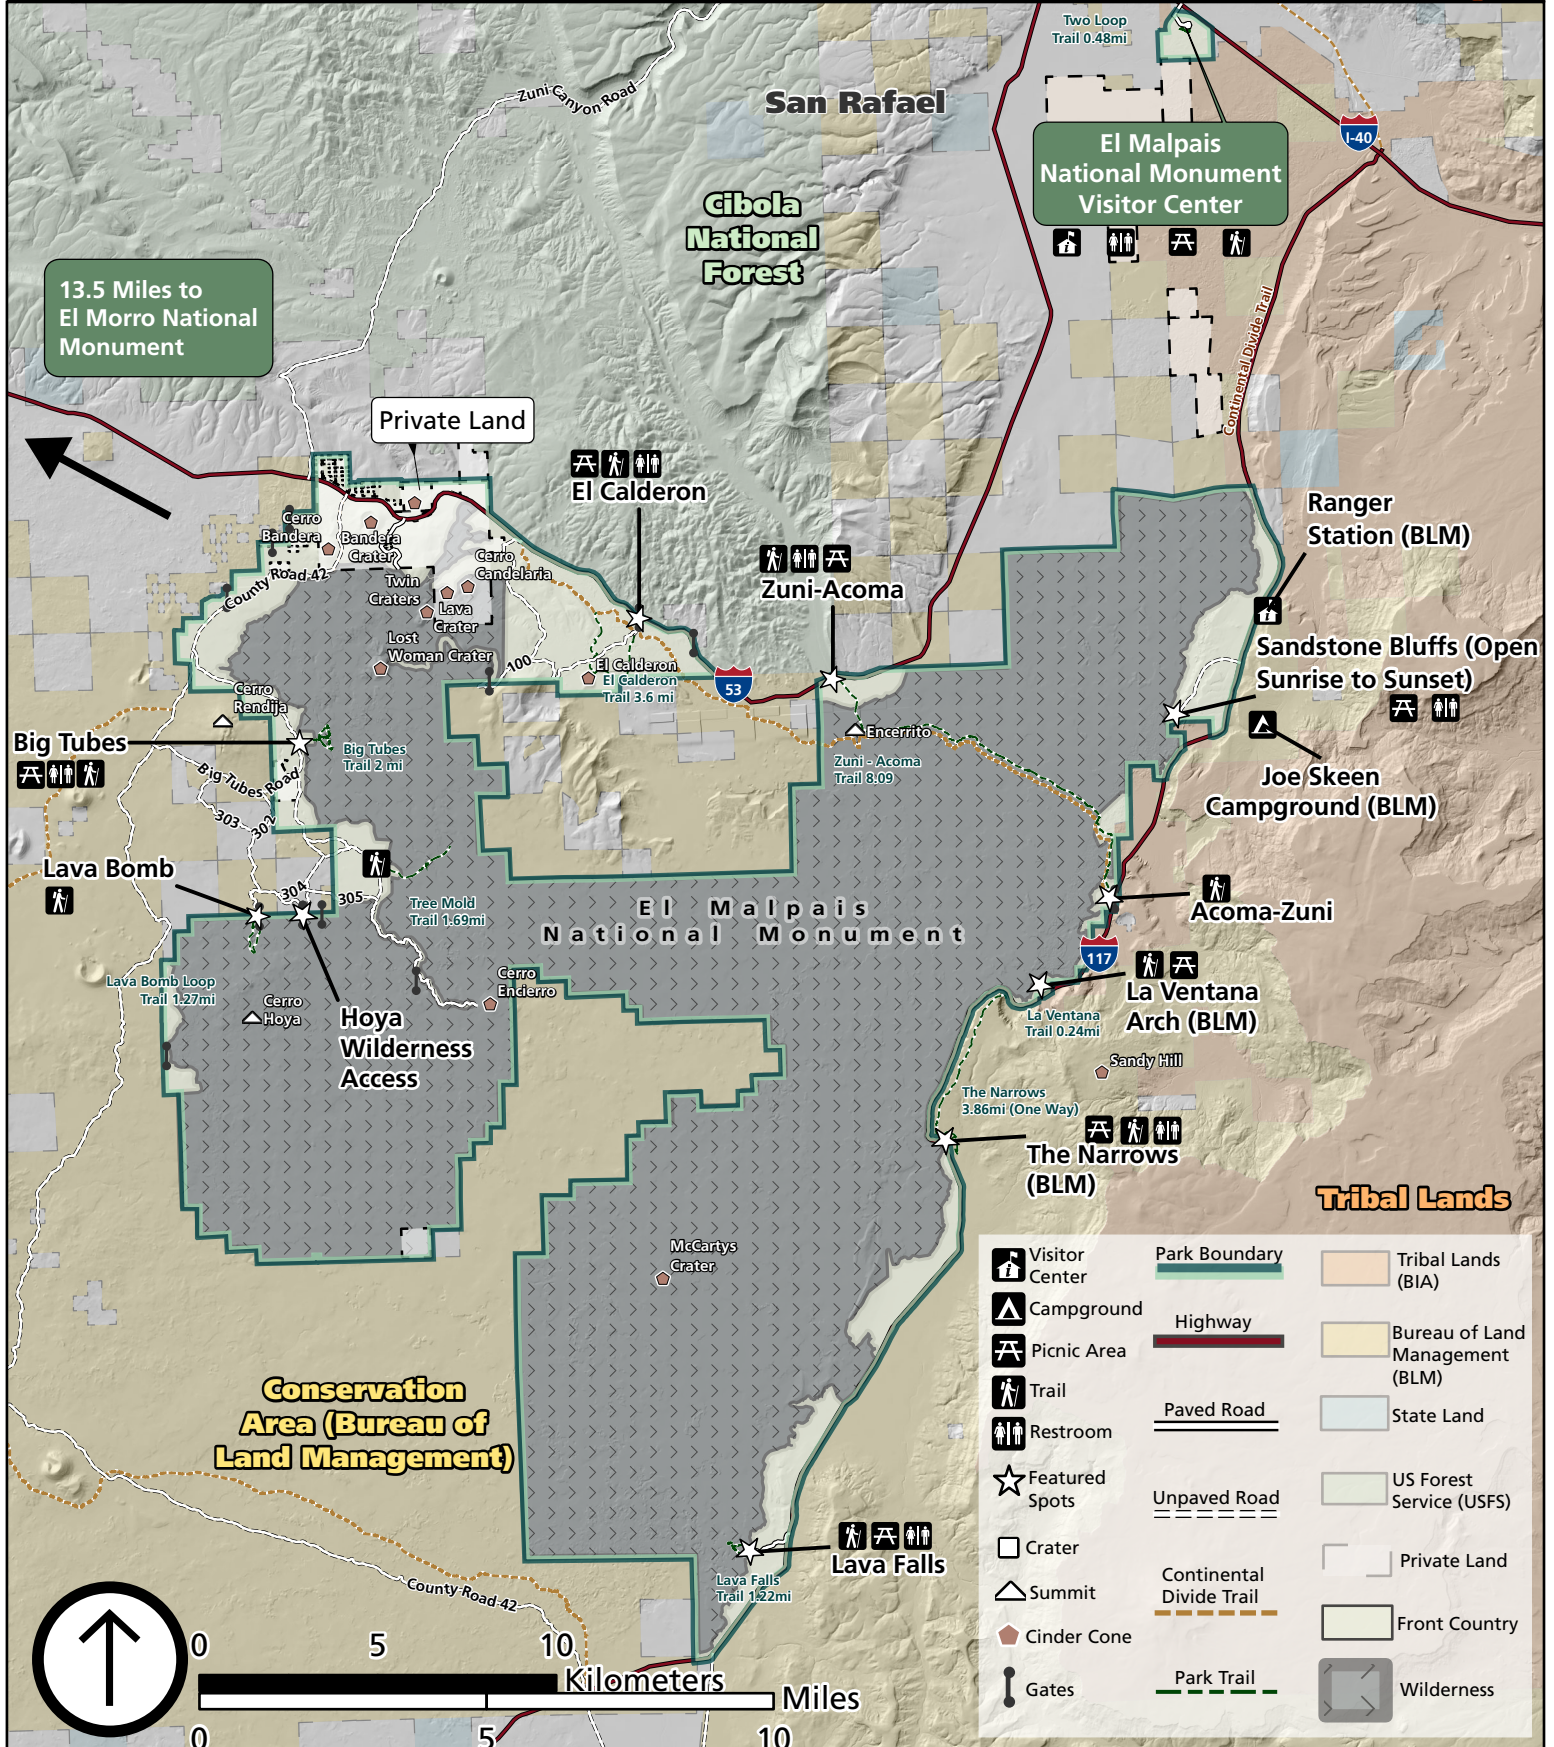 Two Loop
Trail 0.48mi
Zuni Canyon Road
San Rafael
I-40
El Malpais
National Monument
Visitor Center
Cibola
National
Forest
13.5 Miles to
El Morro National
Monument
Continental Divide Trail
Private Land
El Calderon
Ranger
Station (BLM)
Cerro
Bandera
Bandera
Crater
Cerro
Candelaria
Zuni-Acoma
County Road 42
Twin
Craters
Lava
Crater
Lost
Woman Crater
100
El Calderon
El Calderon
Trail 3.6 mi
53
Sandstone Bluffs (Open
Sunrise to Sunset)
Cerro
Rendija
Big Tubes
Big Tubes
Trail 2 mi
Encerrito
Zuni - Acoma
Trail 8.09
Big Tubes Road
Joe Skeen
Campground (BLM)
303
302
Lava Bomb
304
305
Tree Mold
Trail 1.69mi
El Malpais
National Monument
Acoma-Zuni
117
Lava Bomb Loop
Trail 1.27mi
Cerro
Encierro
Cerro
Hoya
Hoya
Wilderness
Access
La Ventana
Arch (BLM)
La Ventana
Trail 0.24mi
Sandy Hill
The Narrows
3.86mi (One Way)
The Narrows
(BLM)
Tribal Lands
McCartys
Crater
Conservation
Area (Bureau of
Land Management)
Lava Falls
Lava Falls
Trail 1.22mi
County Road 42
0 5 10
Kilometers
Miles
0 5 10
Visitor
Center
Campground
Picnic Area
Trail
Restroom
Featured
Spots
Crater
Summit
Cinder Cone
Gates
Park Boundary
Highway
Paved Road
Unpaved Road
Continental
Divide Trail
Park Trail
Tribal Lands
(BIA)
Bureau of Land
Management
(BLM)
State Land
US Forest
Service (USFS)
Private Land
Front Country
Wilderness